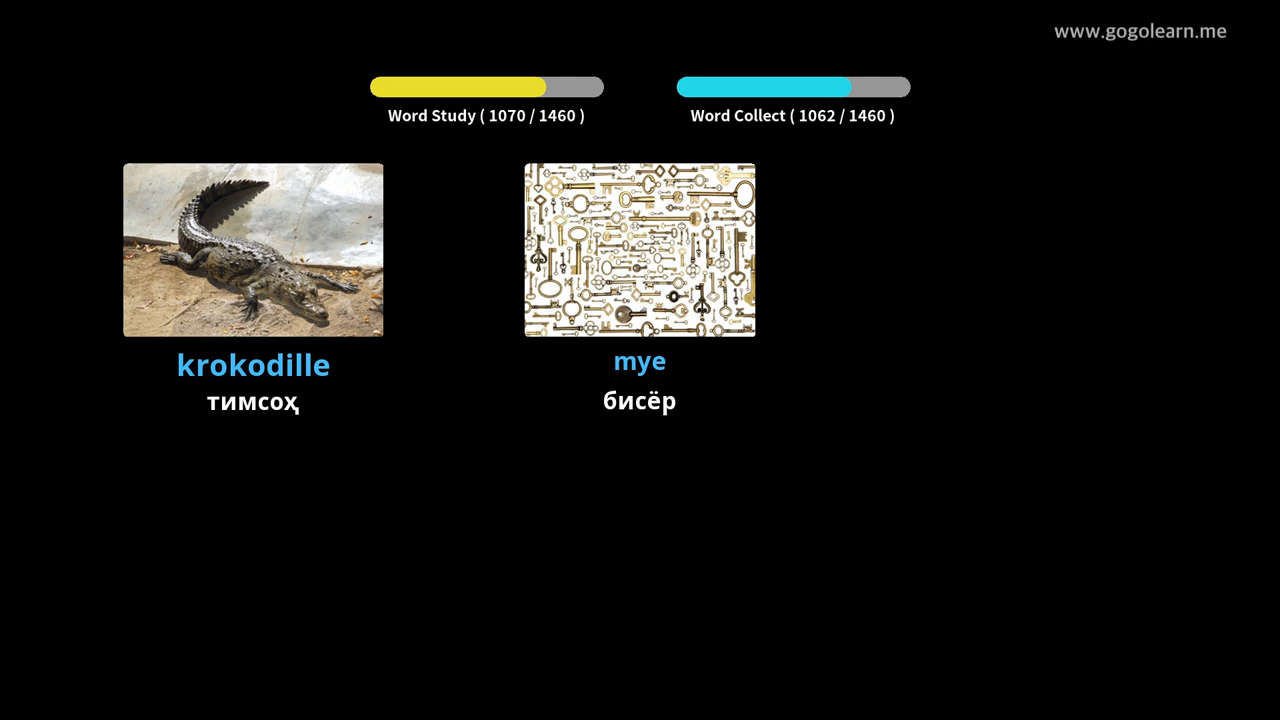 www.gogolearn.me
Word Study ( 1070 / 1460 )
Word Collect ( 1062 / 1460 )
krokodille
тимсоҳ
mye
бисёр